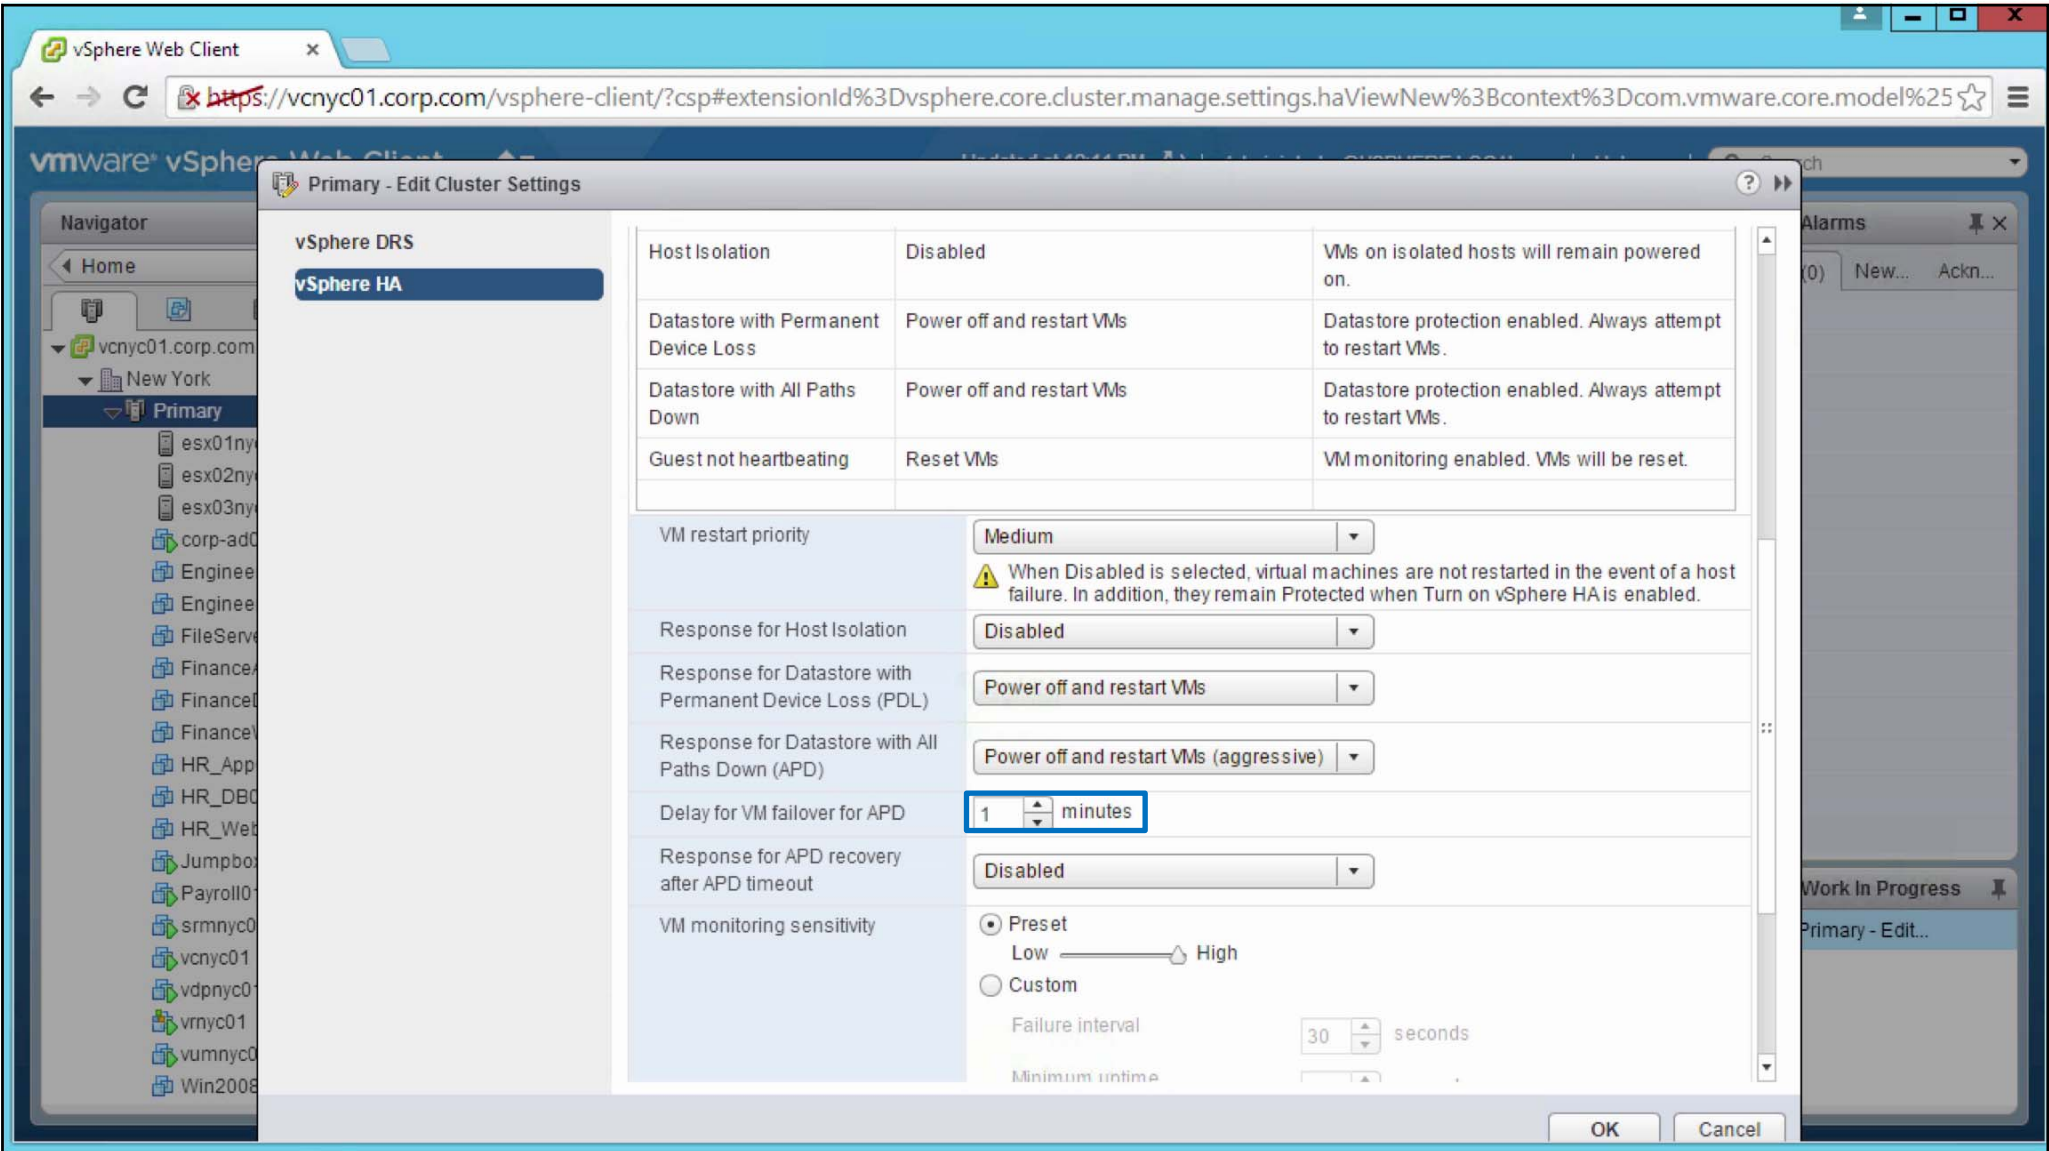 vSphere Web Client
https://vcnyc01.corp.com/vsphere-client/?csp#extensionId%3Dvsphere.core.cluster.manage.settings.haViewNew%3Bcontext%3Dcom.vmware.core.model%25
vmware® vSphere Web Client
Primary - Edit Cluster Settings
Navigator
Home
vcnyc01.corp.com
New York
Primary
esx01ny
esx02ny
esx03ny
corp-ad0
Enginee
Enginee
FileServe
Finance
Finance
Finance
HR_App
HR_DB0
HR_Web
Jumpbox
Payroll01
srmnyc0
vcnyc01
vdpnyc01
vrnyc01
vumnyc0
Win2008
vSphere DRS
vSphere HA
Host Isolation
Disabled
VMs on isolated hosts will remain powered
on.
Datastore with Permanent
Device Loss
Power off and restart VMs
Datastore protection enabled. Always attempt
to restart VMs.
Datastore with All Paths
Down
Power off and restart VMs
Datastore protection enabled. Always attempt
to restart VMs.
Guest not heartbeating
Reset VMs
VM monitoring enabled. VMs will be reset.
VM restart priority
Medium
When Disabled is selected, virtual machines are not restarted in the event of a host
failure. In addition, they remain Protected when Turn on vSphere HA is enabled.
Response for Host Isolation
Disabled
Response for Datastore with
Permanent Device Loss (PDL)
Power off and restart VMs
Response for Datastore with All
Paths Down (APD)
Power off and restart VMs (aggressive)
Delay for VM failover for APD
1 minutes
Response for APD recovery
after APD timeout
Disabled
VM monitoring sensitivity
Preset
Low High
Custom
Failure interval
30 seconds
Minimum uptime
OK
Cancel
Alarms
(0) New... Ackn...
Work In Progress
Primary - Edit...